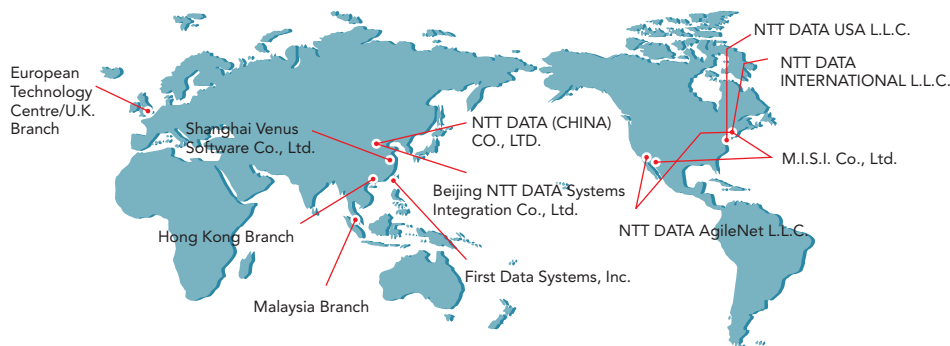 European
Technology
Centre/U.K.
Branch
Shanghai Venus
Software Co., Ltd.
Hong Kong Branch
Malaysia Branch
NTT DATA (CHINA)
CO., LTD.
Beijing NTT DATA Systems
Integration Co., Ltd.
First Data Systems, Inc.
NTT DATA USA L.L.C.
NTT DATA
INTERNATIONAL L.L.C.
M.I.S.I. Co., Ltd.
NTT DATA AgileNet L.L.C.